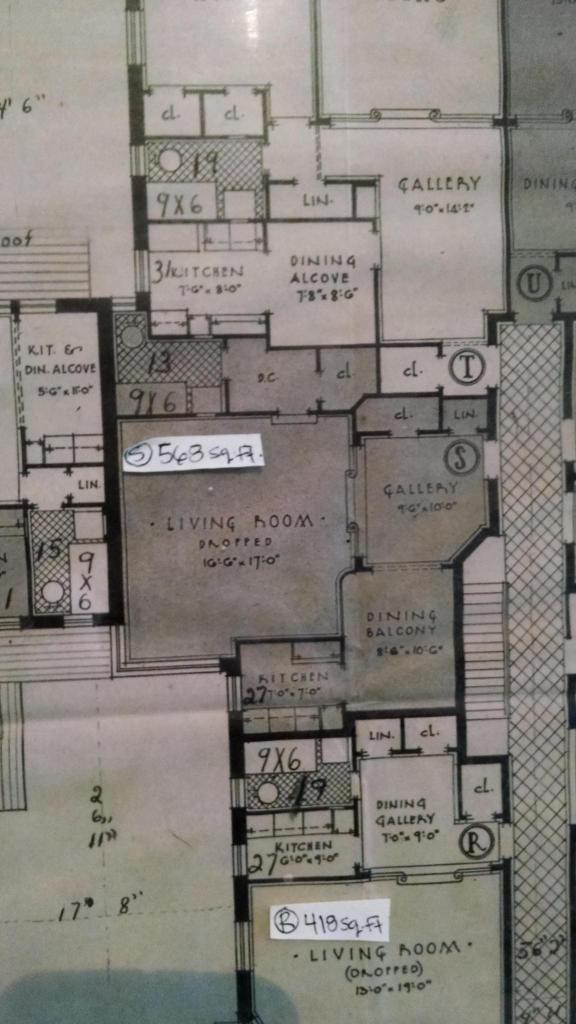 4' 6"
cl.
cl.
19
9X6
LIN.
GALLERY
9'-0" x 14'-2"
DINING
31
KITCHEN
7'-6" x 8'-0"
DINING
ALCOVE
7'-8" x 8'-6"
U
KIT. &
DIN. ALCOVE
5'-6" x 11'-0"
13
9X6
D.C.
cl.
cl.
T
cl.
LIN.
S
S 568 sq.ft.
GALLERY
9'-6" x 10'-0"
LIN.
15
9
X
6
· LIVING ROOM ·
DROPPED
16'-6" x 17'-0"
DINING
BALCONY
8'-6" x 10'-6"
KITCHEN
27
7'-0" x 7'-0"
LIN.
cl.
9X6
19
cl.
DINING
GALLERY
7'-0" x 9'-0"
R
KITCHEN
27
6'-0" x 9'-0"
2
6"
11"
17" 8"
R 419 sq.ft
· LIVING ROOM ·
(DROPPED)
13'-0" x 19'-0"